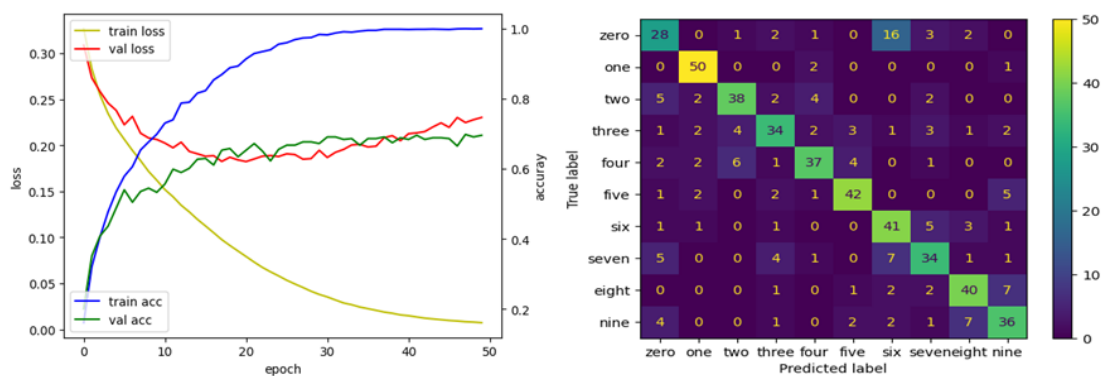 train loss
val loss
train acc
val acc
0.30
0.25
0.20
0.15
0.10
0.05
0.00
loss
0 10 20 30 40 50
epoch
1.0
0.8
0.6
0.4
0.2
accuray
True label
zero 28 0 1 2 1 0 16 3 2 0
one 0 50 0 0 2 0 0 0 0 1
two 5 2 38 2 4 0 0 2 0 0
three 1 2 4 34 2 3 1 3 1 2
four 2 2 6 1 37 4 0 1 0 0
five 1 2 0 2 1 42 0 0 0 5
six 1 1 0 1 0 0 41 5 3 1
seven 5 0 0 4 1 0 7 34 1 1
eight 0 0 0 1 0 1 2 2 40 7
nine 4 0 0 1 0 2 2 1 7 36
zero one two three four five six seven eight nine
Predicted label
50
40
30
20
10
0